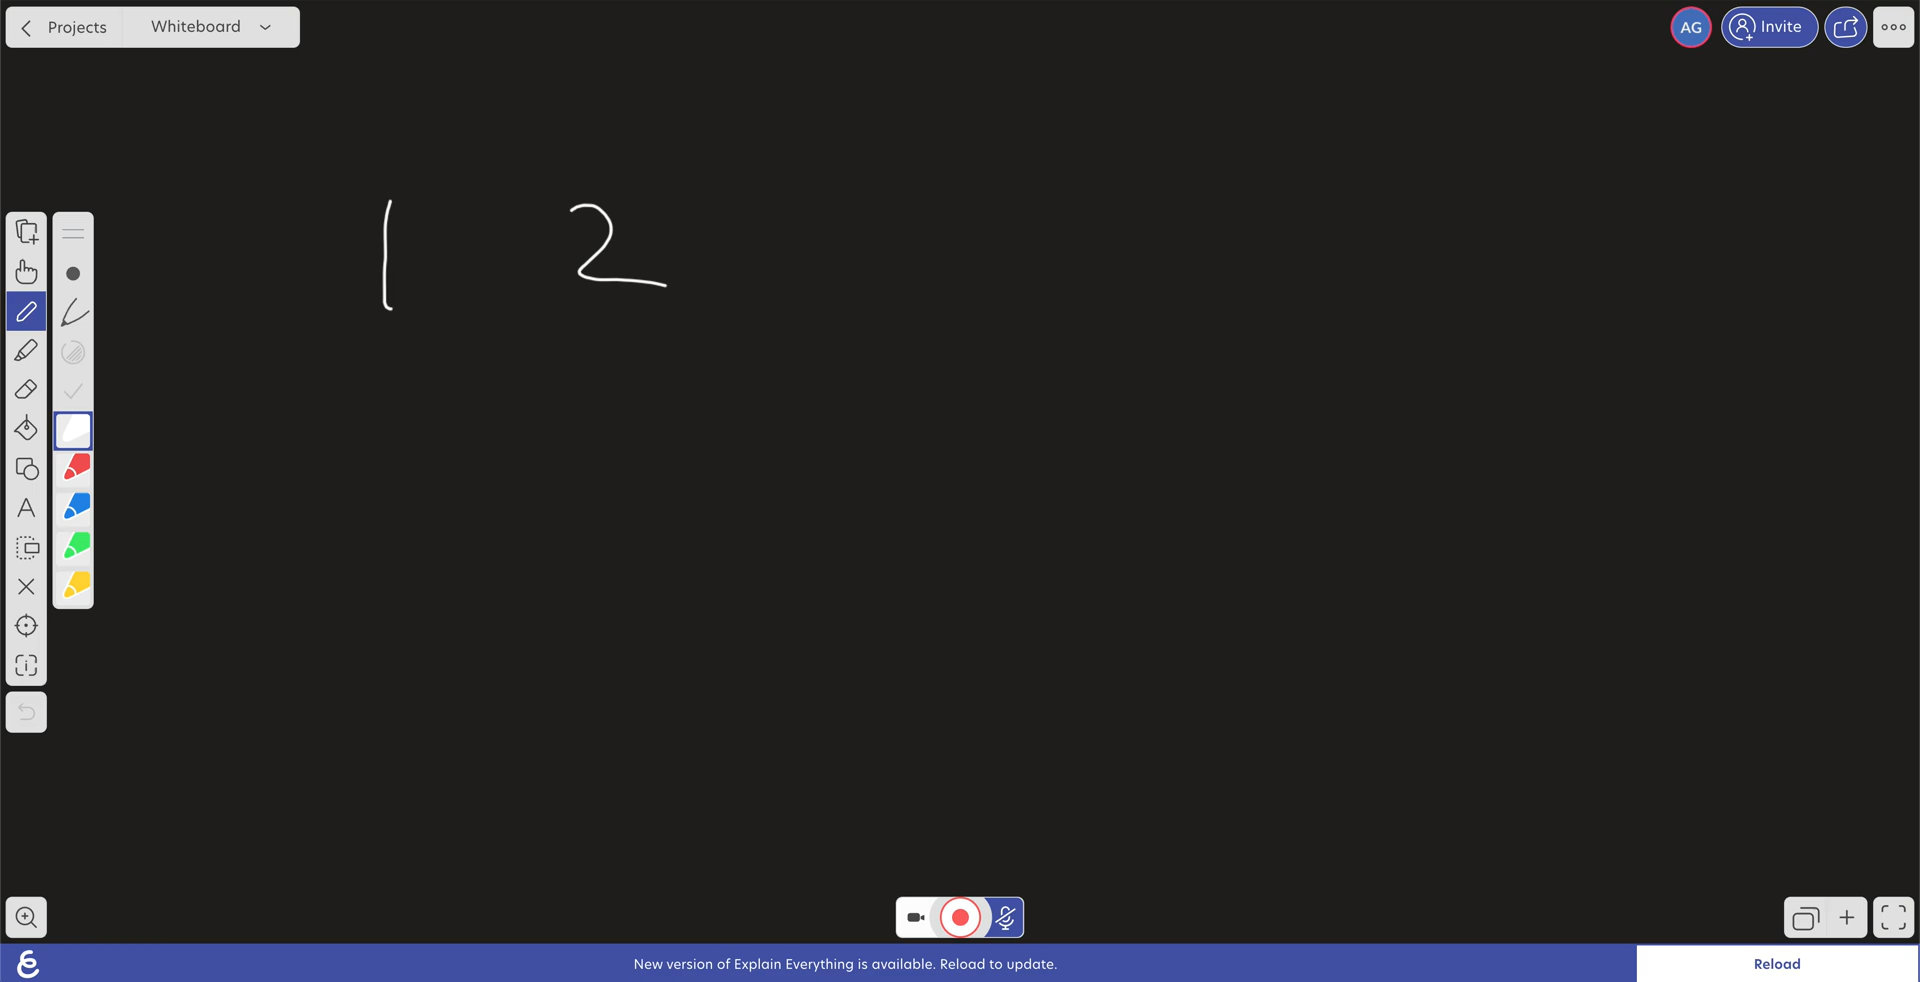 Projects Whiteboard AG Invite
1 2
A
New version of Explain Everything is available. Reload to update. Reload